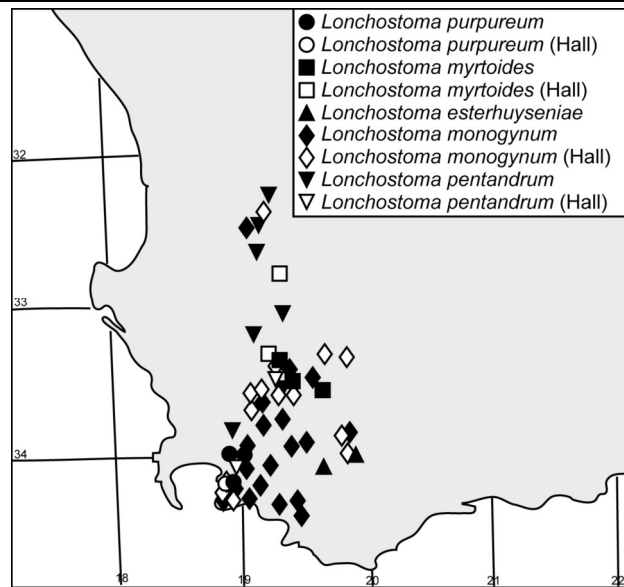 Lonchostoma purpureum
Lonchostoma purpureum (Hall)
Lonchostoma myrtoides
Lonchostoma myrtoides (Hall)
Lonchostoma esterhuyseniae
Lonchostoma monogynum
Lonchostoma monogynum (Hall)
Lonchostoma pentandrum
Lonchostoma pentandrum (Hall)
32
33
34
18
19
20
21
22